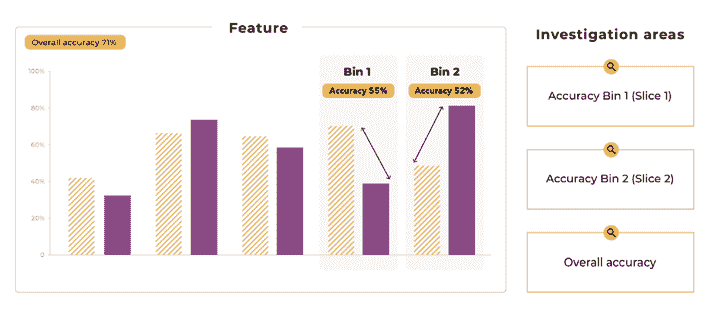 Feature
Overall accuracy 71%
Bin 1
Accuracy 55%
Bin 2
Accuracy 52%
100%
80%
60%
40%
20%
0
Investigation areas
Accuracy Bin 1 (Slice 1)
Accuracy Bin 2 (Slice 2)
Overall accuracy